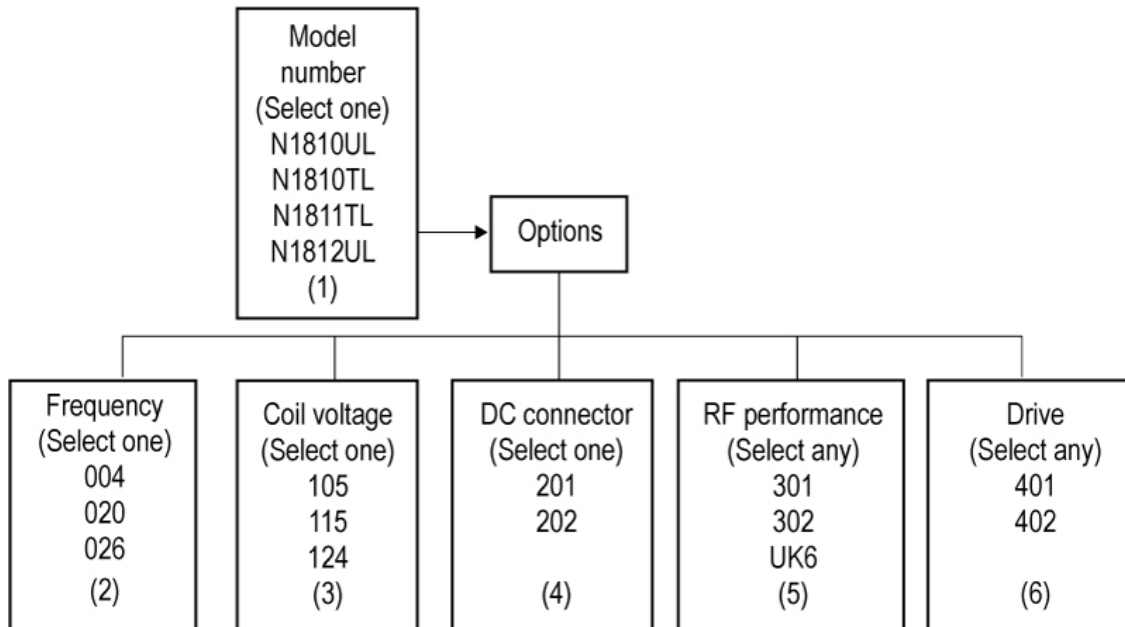 Model
number
(Select one)
N1810UL
N1810TL
N1811TL
N1812UL
(1)
Options
Frequency
(Select one)
004
020
026
(2)
Coil voltage
(Select one)
105
115
124
(3)
DC connector
(Select one)
201
202
(4)
RF performance
(Select any)
301
302
UK6
(5)
Drive
(Select any)
401
402
(6)